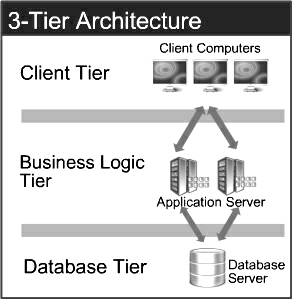 3-Tier Architecture
Client Computers
Client Tier
Business Logic
Tier
Application Server
Database Tier
Database
Server